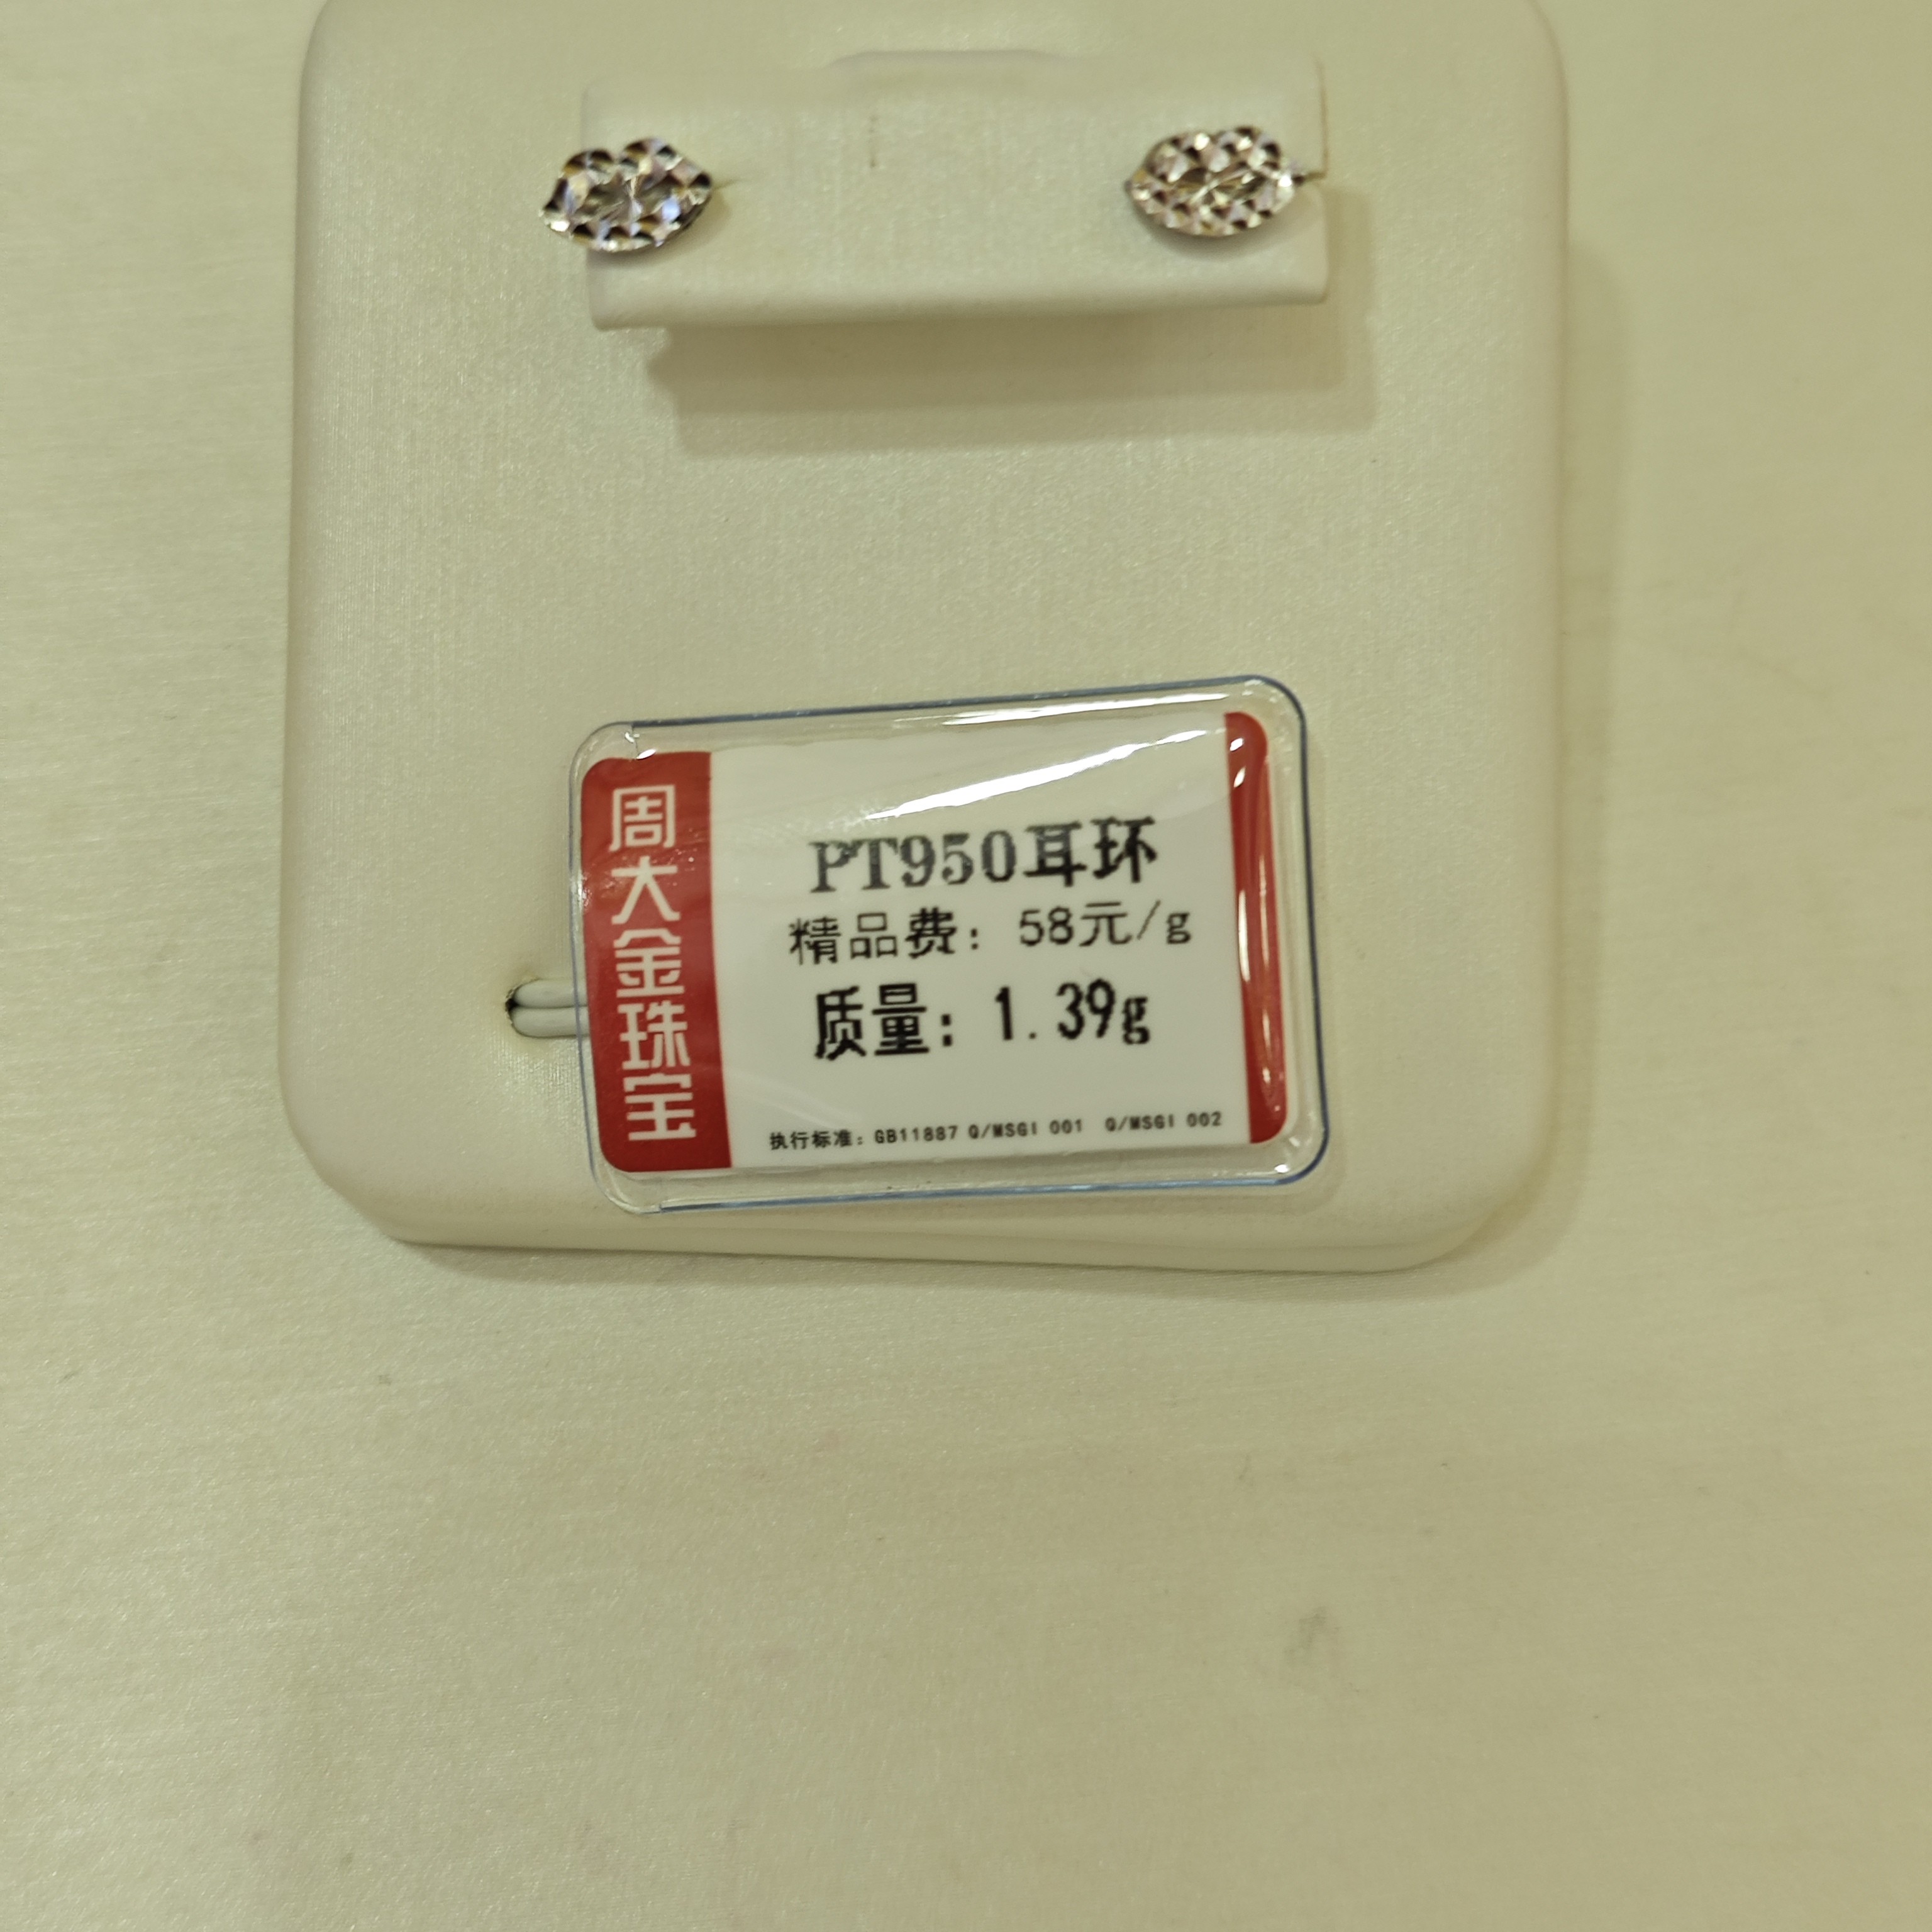 周大金珠宝
PT950耳环
精品费: 58元/g
质量: 1.39g
执行标准: GB11887 Q/MSGI 001 Q/MSGI 002